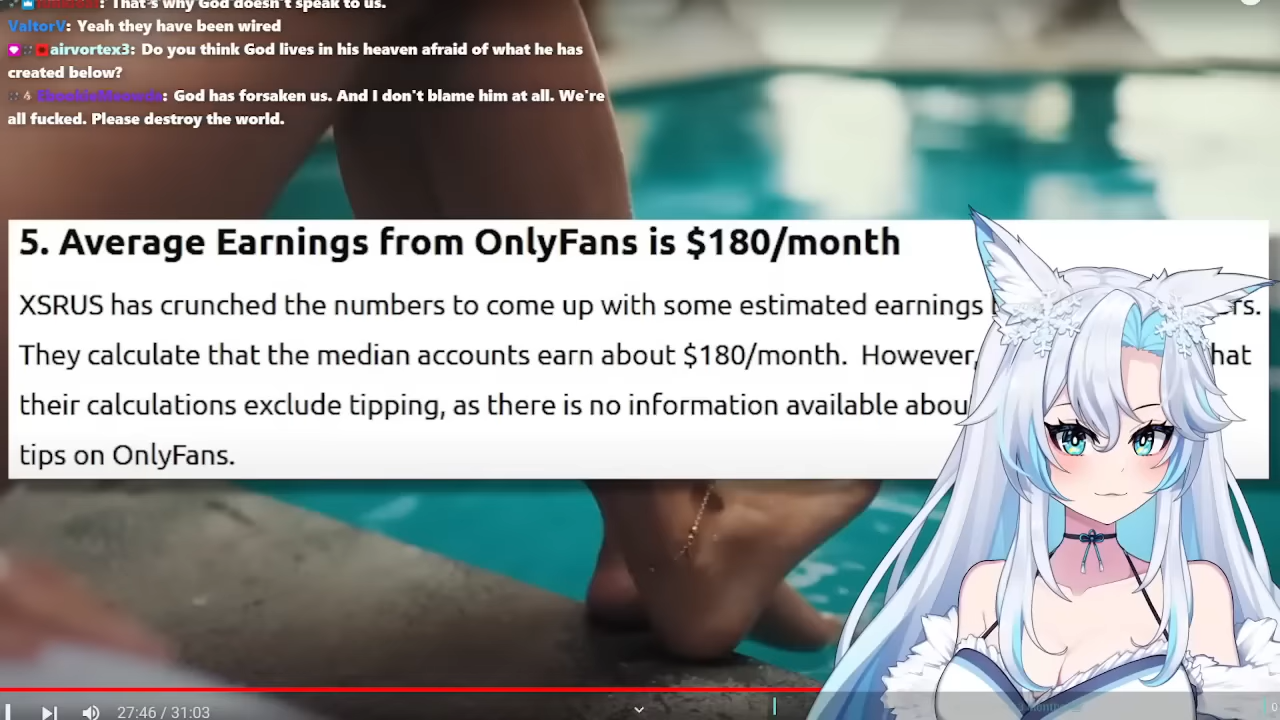 That's why God doesn't speak to us.
ValtorV: Yeah they have been wired
airvortex3: Do you think God lives in his heaven afraid of what he has
created below?
: God has forsaken us. And I don't blame him at all. We're
all fucked. Please destroy the world.
5. Average Earnings from OnlyFans is $180/month
XSRUS has crunched the numbers to come up with some estimated earnings rs.
They calculate that the median accounts earn about $180/month. However, hat
their calculations exclude tipping, as there is no information available abou
tips on OnlyFans.
27:46 / 31:03